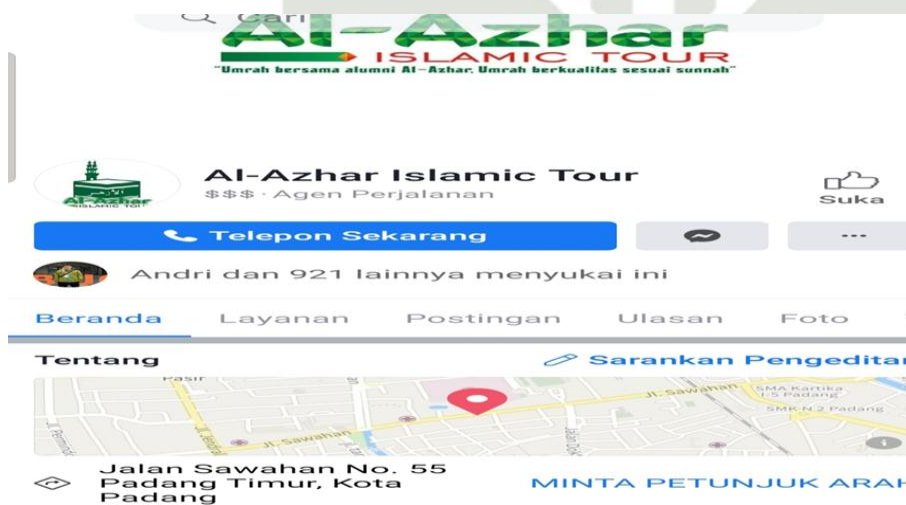 Cari
Al-Azhar
ISLAMIC TOUR
"Umrah bersama alumni Al-Azhar, Umrah berkualitas sesuai sunnah"
Al-Azhar Islamic Tour
$$$ · Agen Perjalanan
Suka
Telepon Sekarang
Andri dan 921 lainnya menyukai ini
Beranda Layanan Postingan Ulasan Foto
Tentang
Sarankan Pengeditan
Jl. Sawahan
SMA Kartika
1-5 Padang
SMK N 2 Padang
Jl. Sawahan
Jalan Sawahan No. 55
Padang Timur, Kota
Padang
MINTA PETUNJUK ARAH